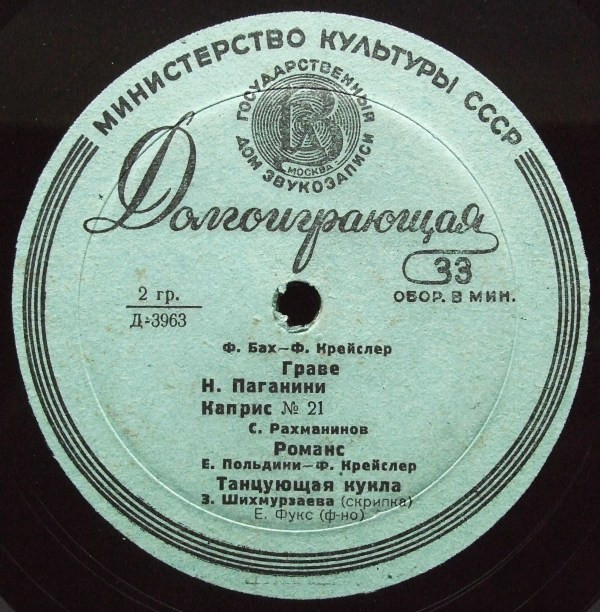 МИНИСТЕРСТВО КУЛЬТУРЫ СССР
ГОСУДАРСТВЕННЫЙ
ДОМ ЗВУКОЗАПИСИ
МОСКВА
Долгоиграющая
33
ОБОР. В МИН.
2 гр.
Д-3963
Ф. Бах–Ф. Крейслер
Граве
Н. Паганини
Каприс № 21
С. Рахманинов
Романс
Е. Польдини–Ф. Крейслер
Танцующая кукла
З. Шихмурзаева (скрипка)
Е. Фукс (ф-но)